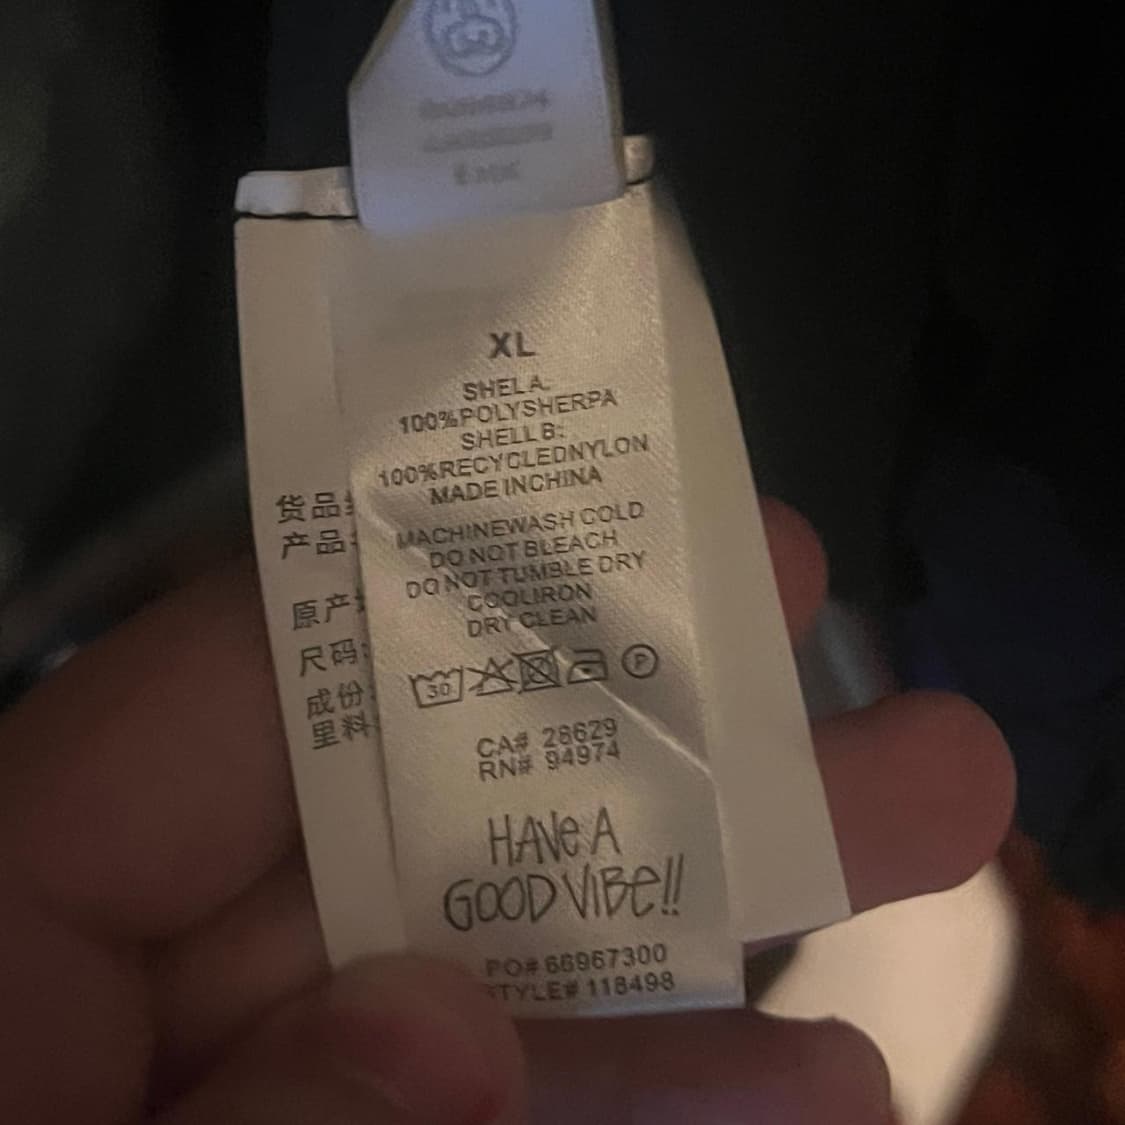 XL
SHELA:
100%POLYSHERPA
SHELL B:
100%RECYCLEDNYLON
MADE INCHINA
MACHINEWASH COLD
DO NOT BLEACH
DO NOT TUMBLE DRY
COOLIRON
DRY CLEAN
30
P
CA# 28629
RN# 94974
HAVe A
GOOD ViBe!!
PO# 66967300
STYLE# 118498
货品
产品
原产
尺码:
成份:
里料